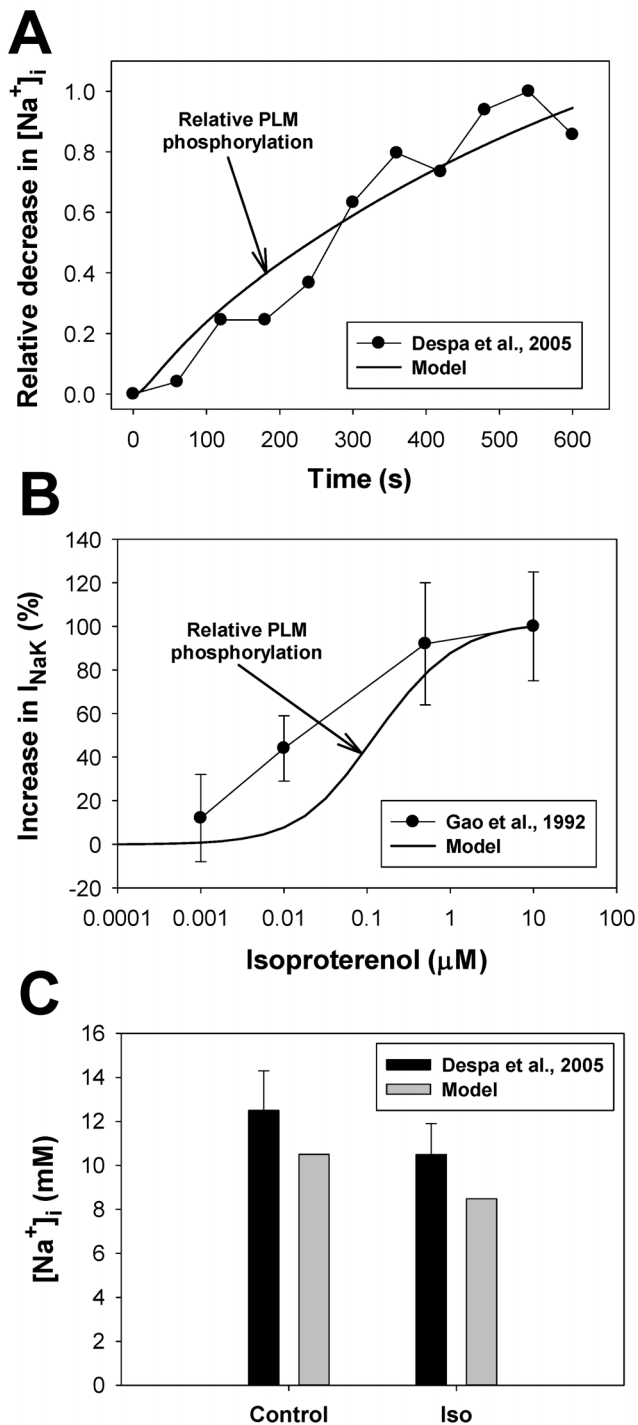 A
Relative decrease in [Na+]i
1.0
0.8
0.6
0.4
0.2
0.0
Relative PLM
phosphorylation
Despa et al., 2005
Model
0 100 200 300 400 500 600
Time (s)
B
Increase in INaK (%)
140
120
100
80
60
40
20
0
-20
Relative PLM
phosphorylation
Gao et al., 1992
Model
0.0001 0.001 0.01 0.1 1 10 100
Isoproterenol (μM)
C
[Na+]i (mM)
16
14
12
10
8
6
4
2
0
Despa et al., 2005
Model
Control Iso